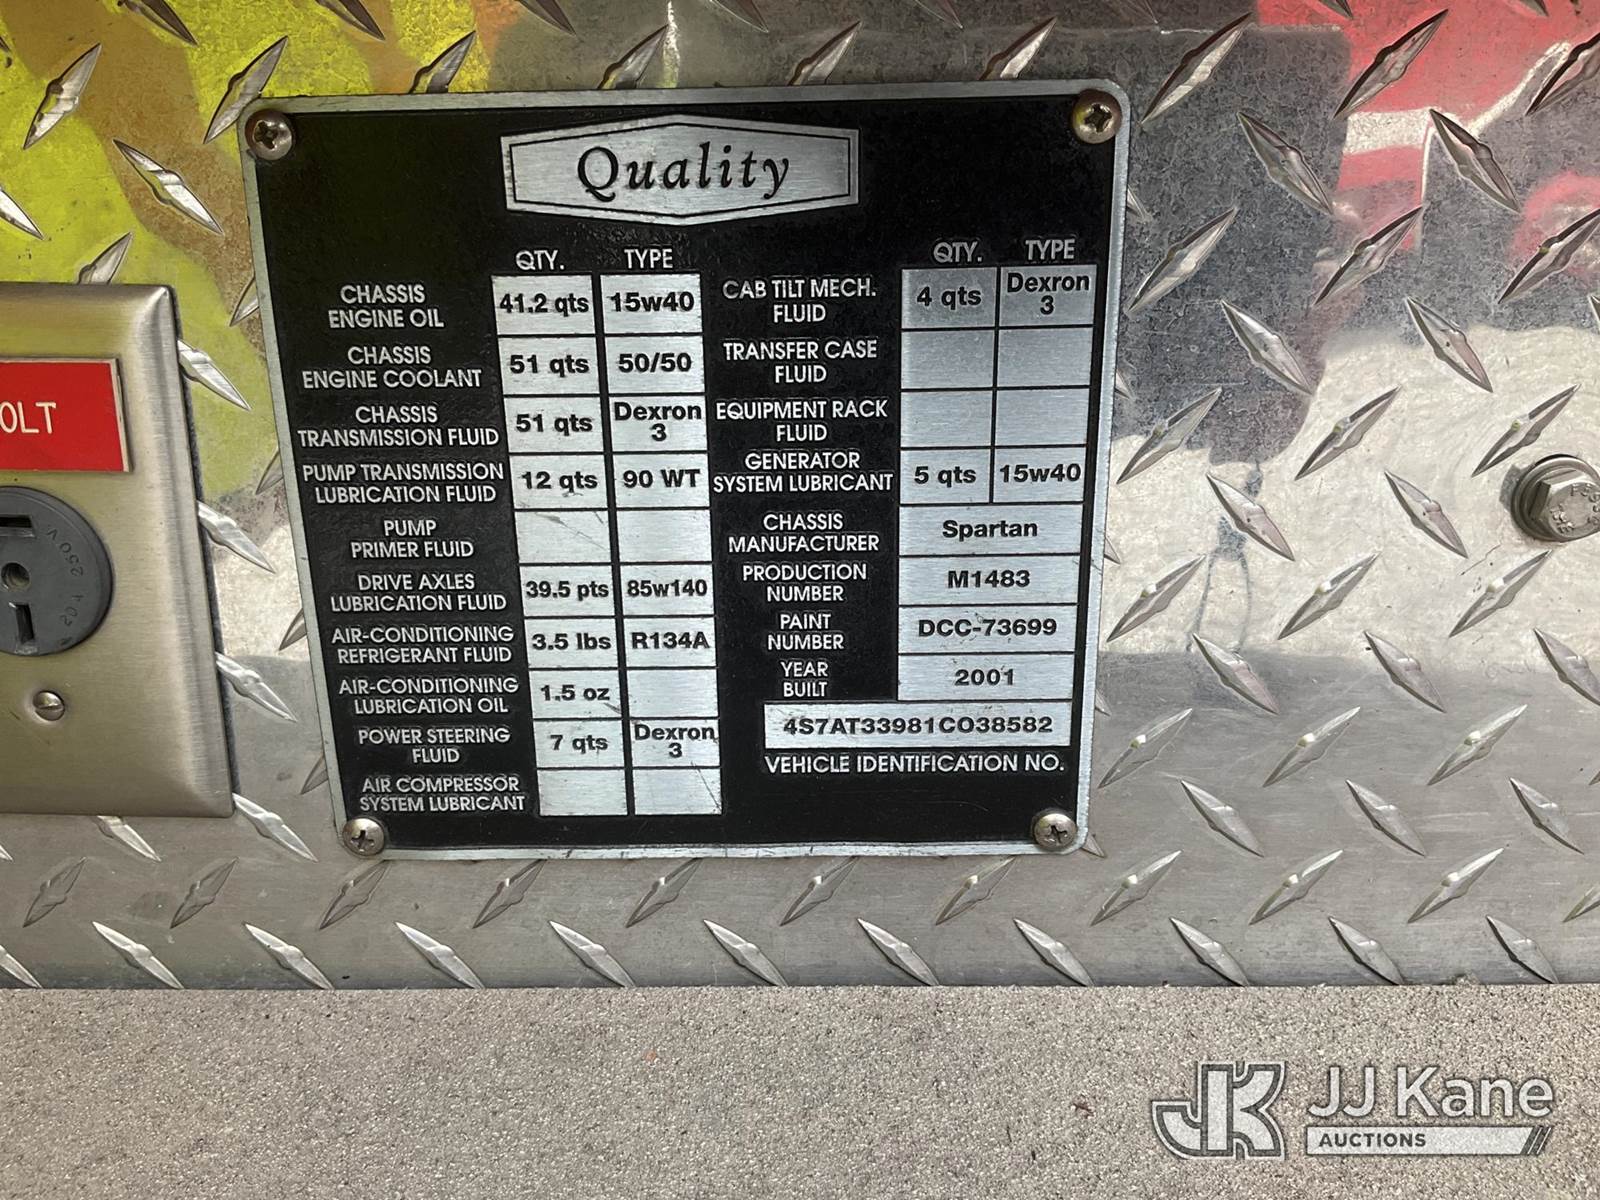 Quality
QTY. TYPE
CHASSIS
ENGINE OIL
41.2 qts 15w40
CHASSIS
ENGINE COOLANT
51 qts 50/50
CHASSIS
TRANSMISSION FLUID
51 qts Dexron
3
PUMP TRANSMISSION
LUBRICATION FLUID
12 qts 90 WT
PUMP
PRIMER FLUID
DRIVE AXLES
LUBRICATION FLUID
39.5 pts 85w140
AIR-CONDITIONING
REFRIGERANT FLUID
3.5 lbs R134A
AIR-CONDITIONING
LUBRICATION OIL
1.5 oz
POWER STEERING
FLUID
7 qts Dexron
3
AIR COMPRESSOR
SYSTEM LUBRICANT
QTY. TYPE
CAB TILT MECH.
FLUID
4 qts Dexron
3
TRANSFER CASE
FLUID
EQUIPMENT RACK
FLUID
GENERATOR
SYSTEM LUBRICANT
5 qts 15w40
CHASSIS
MANUFACTURER
Spartan
PRODUCTION
NUMBER
M1483
PAINT
NUMBER
DCC-73699
YEAR
BUILT
2001
4S7AT33981CO38582
VEHICLE IDENTIFICATION NO.
OLT
250V
20A
JK JJ Kane
AUCTIONS